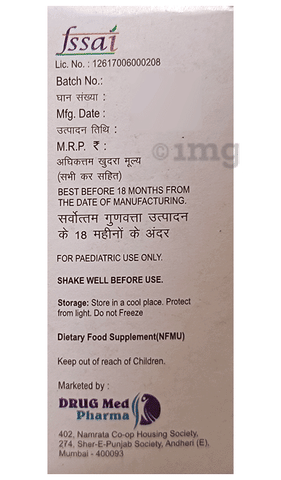 fssai
Lic. No. : 12617006000208
Batch No.:
घान संख्या :
Mfg. Date :
उत्पादन तिथि :
M.R.P. ₹ :
अधिकत्तम खुदरा मूल्य
(सभी कर सहित)
BEST BEFORE 18 MONTHS FROM
THE DATE OF MANUFACTURING.
सर्वोत्तम गुणवत्ता उत्पादन
के 18 महीनों के अंदर
FOR PAEDIATRIC USE ONLY.
SHAKE WELL BEFORE USE.
Storage: Store in a cool place. Protect
from light. Do not Freeze
Dietary Food Supplement(NFMU)
Keep out of reach of Children.
Marketed by :
DRUG Med
Pharma
402, Namrata Co-op Housing Society,
274, Sher-E-Punjab Society, Andheri (E),
Mumbai - 400093
1mg